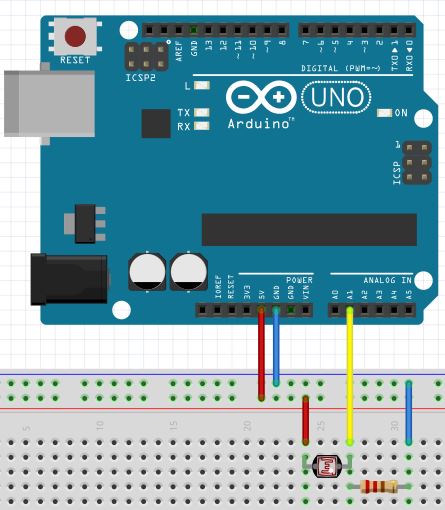 RESET
ICSP2
AREF
GND
13
12
~11
~10
~9
8
7
~6
~5
4
~3
2
TX0▶1
RX0◀0
DIGITAL (PWM=~)
L
TX
RX
UNO
ON
Arduino™
1
ICSP
POWER
ANALOG IN
IOREF
RESET
3V3
5V
GND
GND
VIN
A0
A1
A2
A3
A4
A5
5
10
15
20
25
30